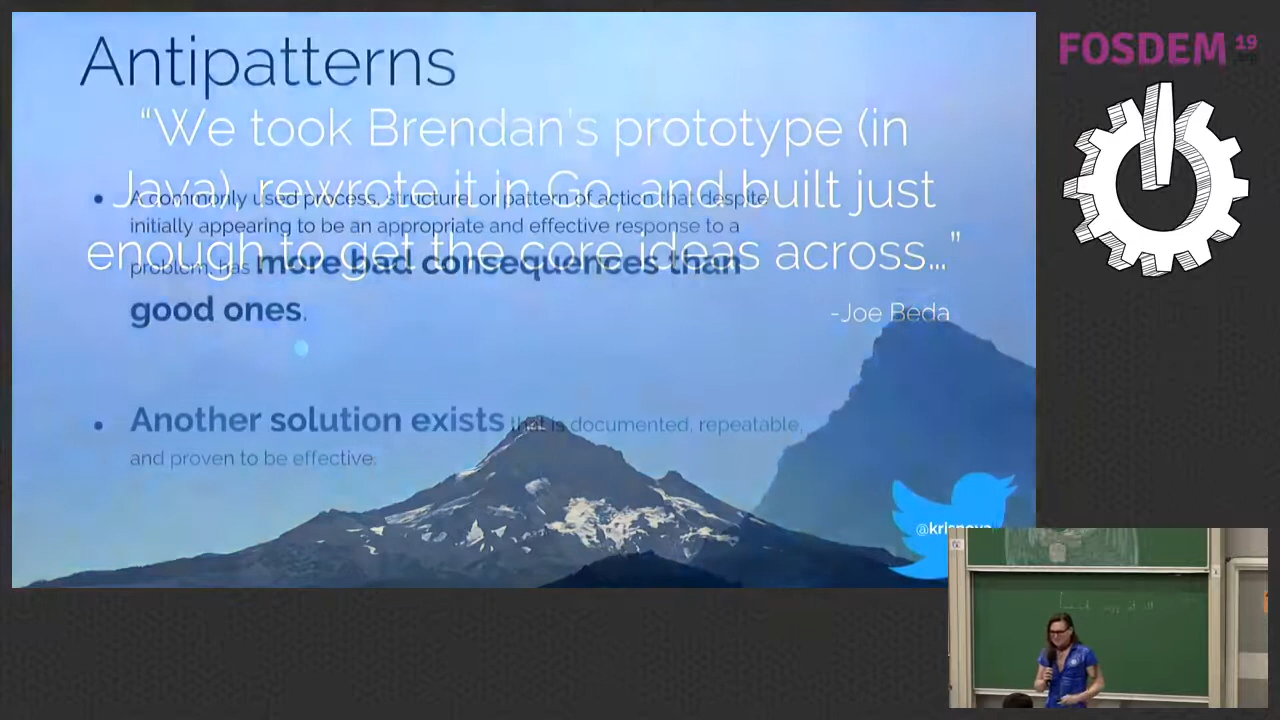 Antipatterns
“We took Brendan's prototype (in
Java), rewrote it in Go, and built just
enough to get the core ideas across…”
-Joe Beda
• A commonly used process, structure, or pattern of action that despite
initially appearing to be an appropriate and effective response to a
problem, has more bad consequences than
good ones.
• Another solution exists that is documented, repeatable,
and proven to be effective.
@krisnova
FOSDEM 19